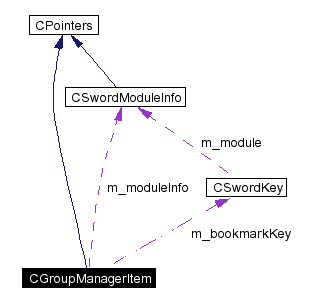 CPointers
CSwordModuleInfo
m_module
m_moduleInfo
CSwordKey
m_bookmarkKey
CGroupManagerItem